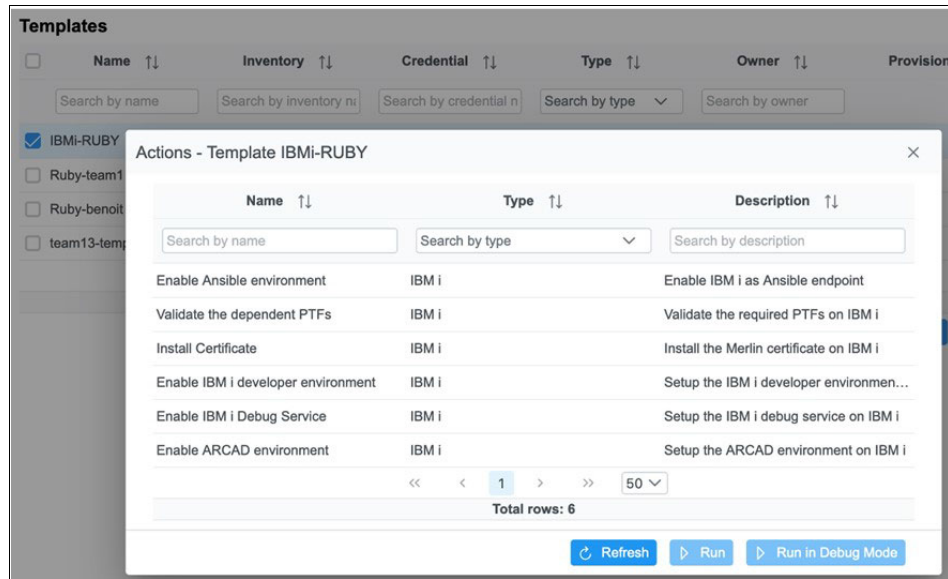 Templates
Name Inventory Credential Type Owner Provision
Search by name Search by inventory na Search by credential n Search by type Search by owner
IBMi-RUBY
Ruby-team1
Ruby-benoit
team13-temp
Actions - Template IBMi-RUBY
Name Type Description
Search by name Search by type Search by description
Enable Ansible environment IBM i Enable IBM i as Ansible endpoint
Validate the dependent PTFs IBM i Validate the required PTFs on IBM i
Install Certificate IBM i Install the Merlin certificate on IBM i
Enable IBM i developer environment IBM i Setup the IBM i developer environmen...
Enable IBM i Debug Service IBM i Setup the IBM i debug service on IBM i
Enable ARCAD environment IBM i Setup the ARCAD environment on IBM i
<< < 1 > >> 50
Total rows: 6
Refresh Run Run in Debug Mode